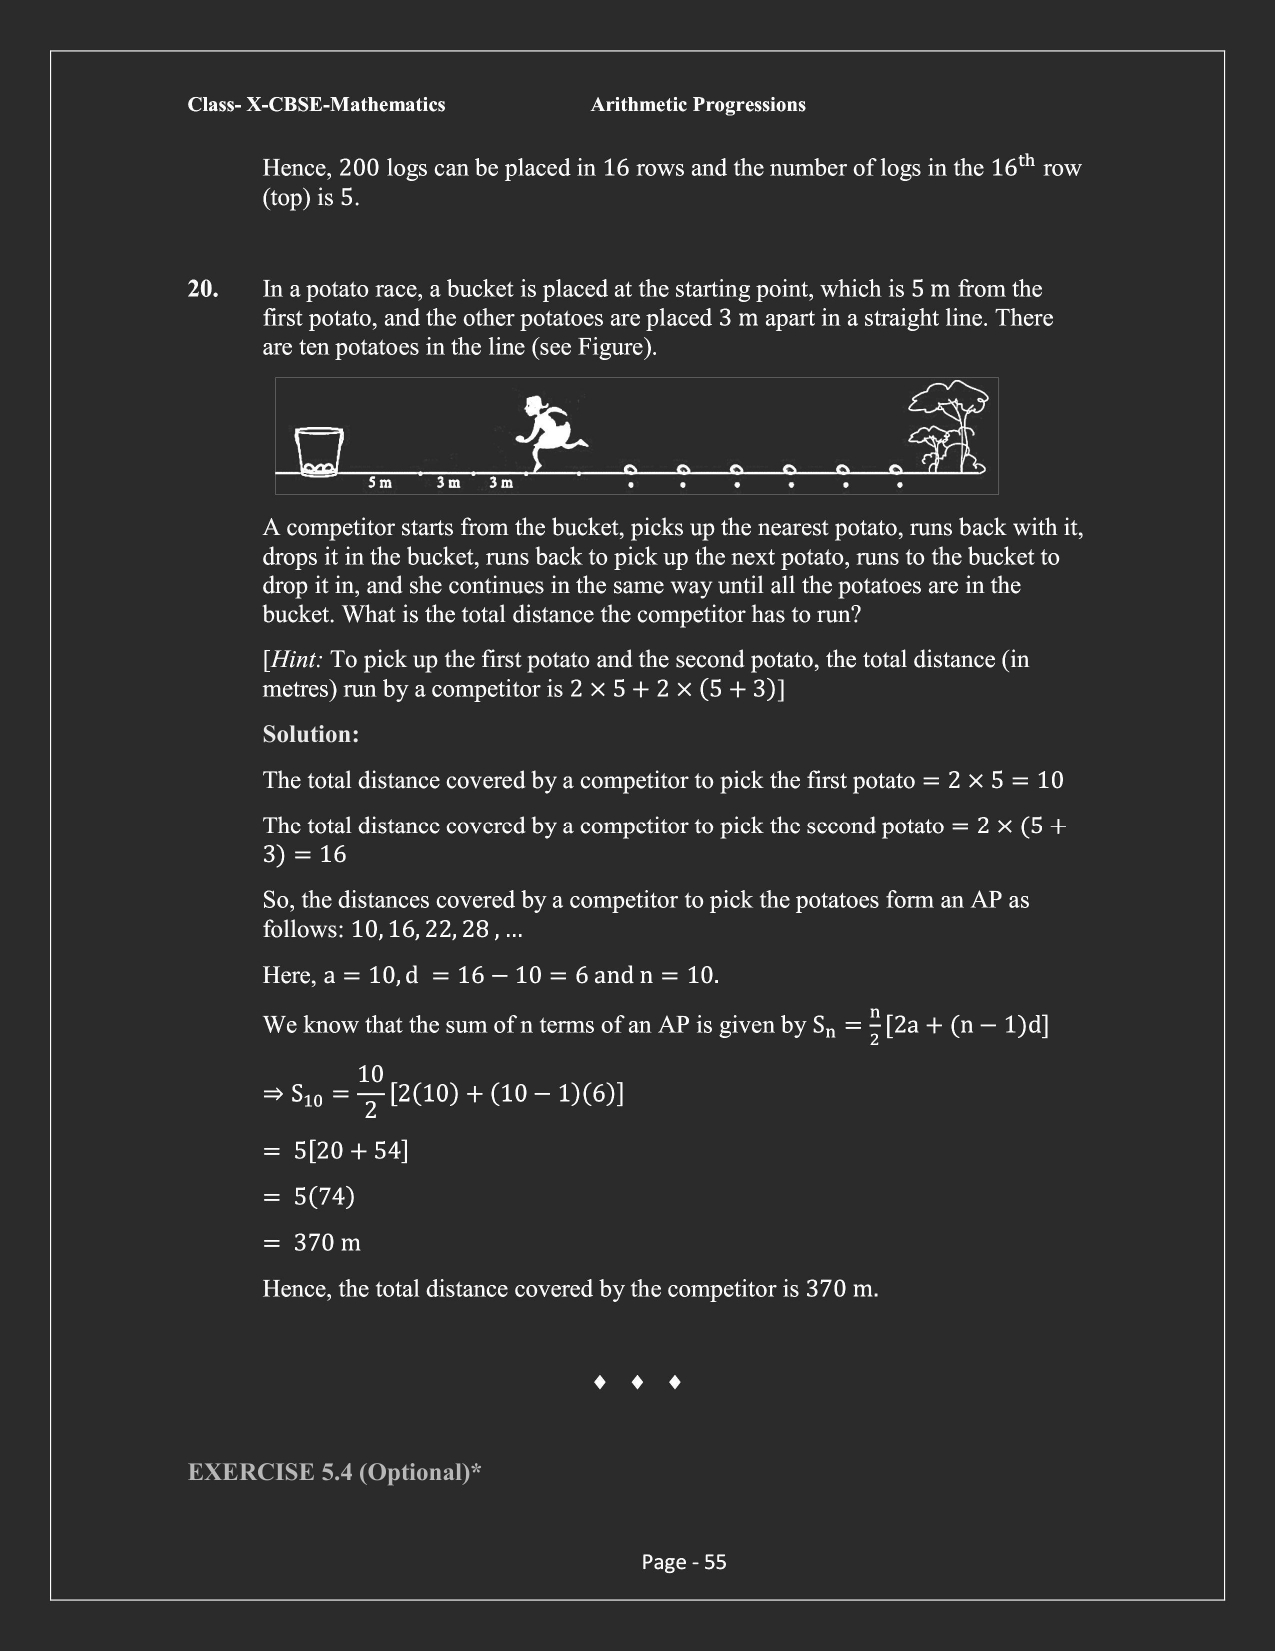 Class- X-CBSE-Mathematics Arithmetic Progressions
Hence, 200 logs can be placed in 16 rows and the number of logs in the 16th row
(top) is 5.
20. In a potato race, a bucket is placed at the starting point, which is 5 m from the
first potato, and the other potatoes are placed 3 m apart in a straight line. There
are ten potatoes in the line (see Figure).
5 m 3 m 3 m
A competitor starts from the bucket, picks up the nearest potato, runs back with it,
drops it in the bucket, runs back to pick up the next potato, runs to the bucket to
drop it in, and she continues in the same way until all the potatoes are in the
bucket. What is the total distance the competitor has to run?
[Hint: To pick up the first potato and the second potato, the total distance (in
metres) run by a competitor is 2 × 5 + 2 × (5 + 3)]
Solution:
The total distance covered by a competitor to pick the first potato = 2 × 5 = 10
The total distance covered by a competitor to pick the second potato = 2 × (5 +
3) = 16
So, the distances covered by a competitor to pick the potatoes form an AP as
follows: 10, 16, 22, 28 , …
Here, a = 10, d = 16 − 10 = 6 and n = 10.
We know that the sum of n terms of an AP is given by Sₙ = n/2 [2a + (n − 1)d]
⇒ S₁₀ = 10/2 [2(10) + (10 − 1)(6)]
= 5[20 + 54]
= 5(74)
= 370 m
Hence, the total distance covered by the competitor is 370 m.
♦ ♦ ♦
EXERCISE 5.4 (Optional)*
Page - 55